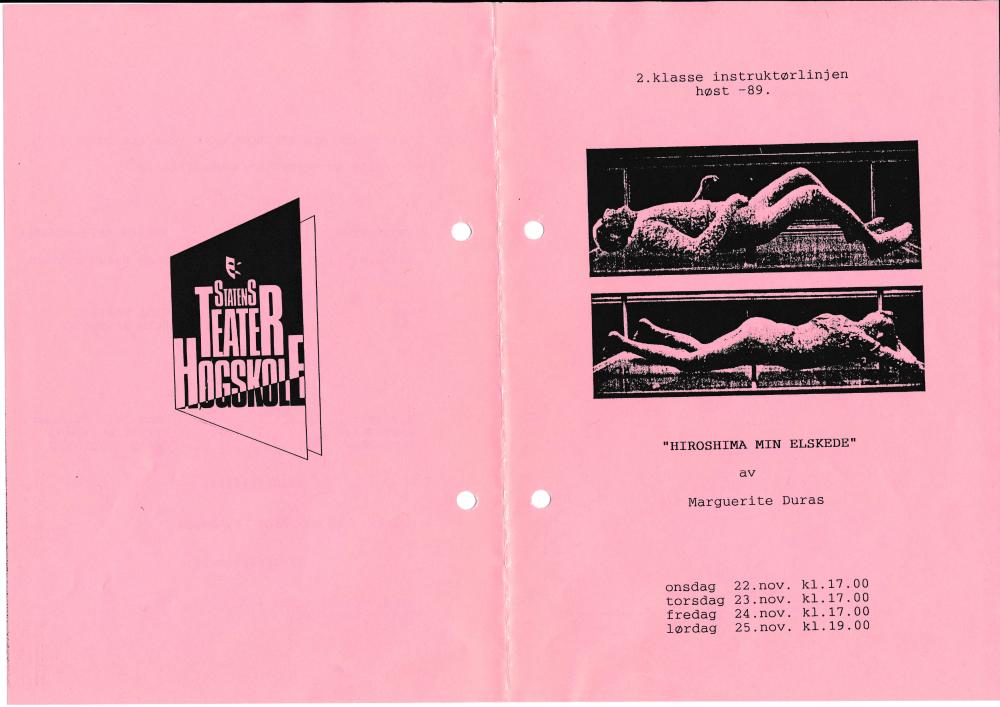 STATENS
TEATER
HØGSKOLE
2.klasse instruktørlinjen
høst -89.
"HIROSHIMA MIN ELSKEDE"
av
Marguerite Duras
onsdag 22.nov. kl.17.00
torsdag 23.nov. kl.17.00
fredag 24.nov. kl.17.00
lørdag 25.nov. kl.19.00